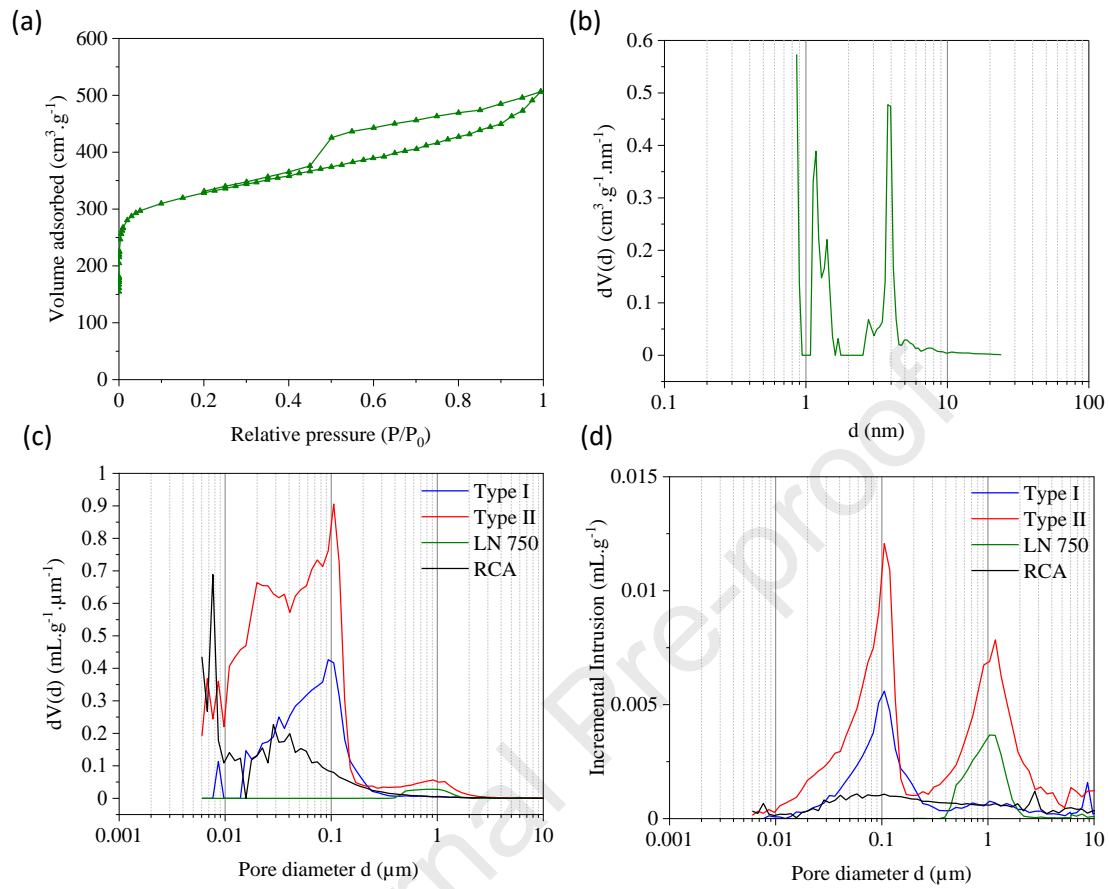 (a)
600
500
400
300
200
100
0
Volume adsorbed (cm³.g⁻¹)
0 0.2 0.4 0.6 0.8 1
Relative pressure (P/P₀)
(b)
0.6
0.5
0.4
0.3
0.2
0.1
0
dV(d) (cm³.g⁻¹.nm⁻¹)
0.1 1 10 100
d (nm)
(c)
1
0.9
0.8
0.7
0.6
0.5
0.4
0.3
0.2
0.1
0
dV(d) (mL.g⁻¹.µm⁻¹)
Type I
Type II
LN 750
RCA
0.001 0.01 0.1 1 10
Pore diameter d (µm)
(d)
0.015
0.01
0.005
0.000
Incremental Intrusion (mL.g⁻¹)
Type I
Type II
LN 750
RCA
0.001 0.01 0.1 1 10
Pore diameter d (µm)
rnal Pre-proof